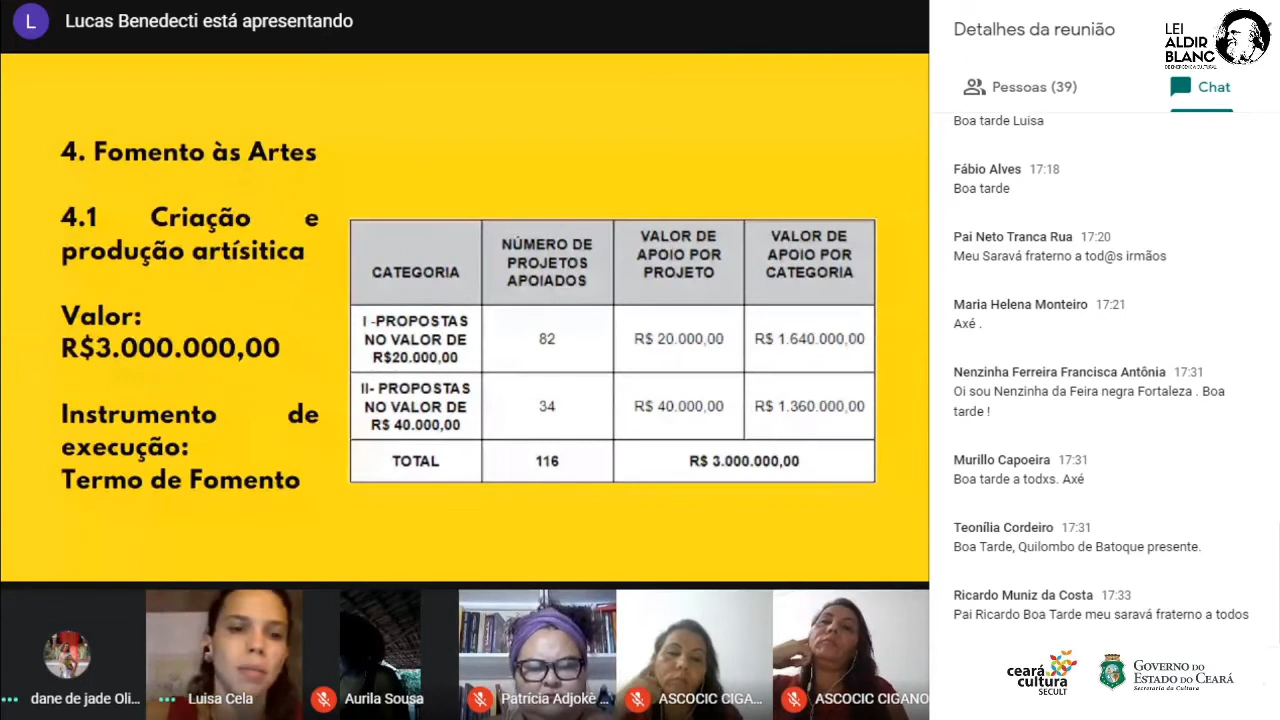 L
Lucas Benedecti está apresentando
4. Fomento às Artes
4.1 Criação e
produção artísitica
Valor:
R$3.000.000,00
Instrumento de
execução:
Termo de Fomento
CATEGORIA
NÚMERO DE
PROJETOS
APOIADOS
VALOR DE
APOIO POR
PROJETO
VALOR DE
APOIO POR
CATEGORIA
I -PROPOSTAS
NO VALOR DE
R$20.000,00
82
R$ 20.000,00
R$ 1.640.000,00
II- PROPOSTAS
NO VALOR DE
R$ 40.000,00
34
R$ 40.000,00
R$ 1.360.000,00
TOTAL
116
R$ 3.000.000,00
dane de jade Oli...
Luisa Cela
Aurila Sousa
Patrícia Adjokè ...
ASCOCIC CIGA...
ASCOCIC CIGANO
Detalhes da reunião
LEI
ALDIR
BLANC
DE EMERGÊNCIA CULTURAL
Pessoas (39)
Chat
Boa tarde Luisa
Fábio Alves 17:18
Boa tarde
Pai Neto Tranca Rua 17:20
Meu Saravá fraterno a tod@s irmãos
Maria Helena Monteiro 17:21
Axé .
Nenzinha Ferreira Francisca Antônia 17:31
Oi sou Nenzinha da Feira negra Fortaleza . Boa
tarde !
Murillo Capoeira 17:31
Boa tarde a todxs. Axé
Teonília Cordeiro 17:31
Boa Tarde, Quilombo de Batoque presente.
Ricardo Muniz da Costa 17:33
Pai Ricardo Boa Tarde meu saravá fraterno a todos
ceará
cultura
SECULT
GOVERNO DO
ESTADO DO CEARÁ
Secretaria da Cultura